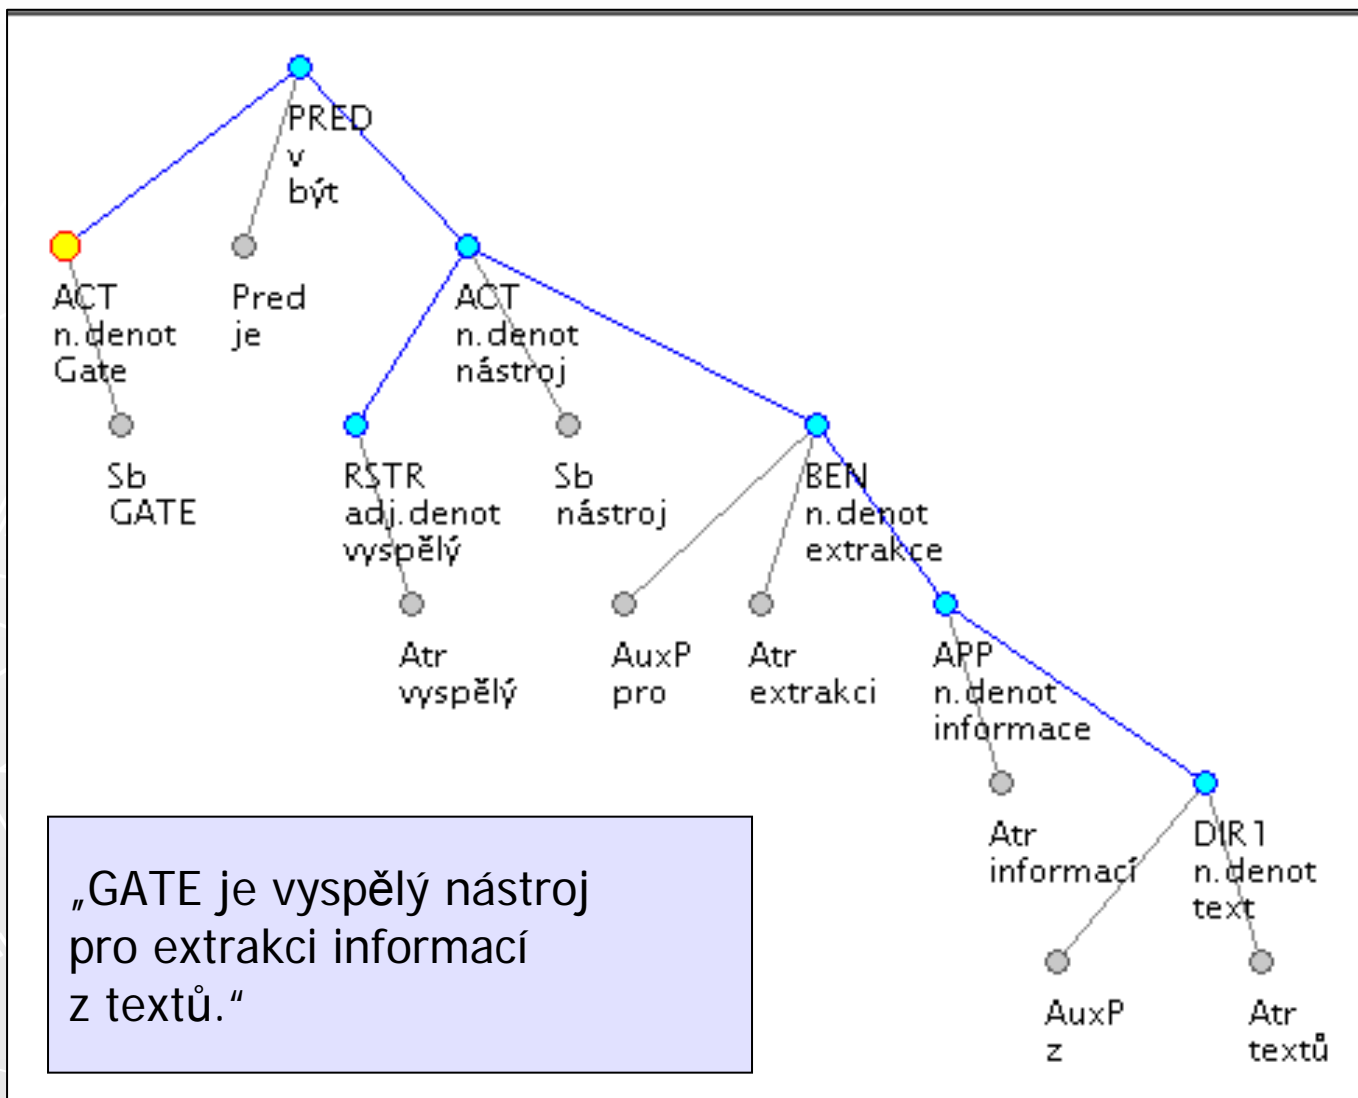 PRED
v
být
ACT
n.denot
Gate
Pred
je
ACT
n.denot
nástroj
Sb
GATE
RSTR
adj.denot
vyspělý
Sb
nástroj
BEN
n.denot
extrakce
Atr
vyspělý
AuxP
pro
Atr
extrakci
APP
n.denot
informace
Atr
informací
DIR1
n.denot
text
AuxP
z
Atr
textů
„GATE je vyspělý nástroj
pro extrakci informací
z textů.“